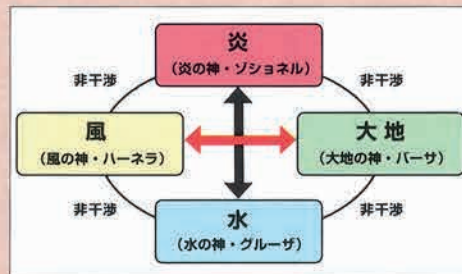 炎
（炎の神・ゾショネル）
非干渉
非干渉
風
（風の神・ハーネラ）
大地
（大地の神・バーサ）
非干渉
非干渉
水
（水の神・グルーザ）